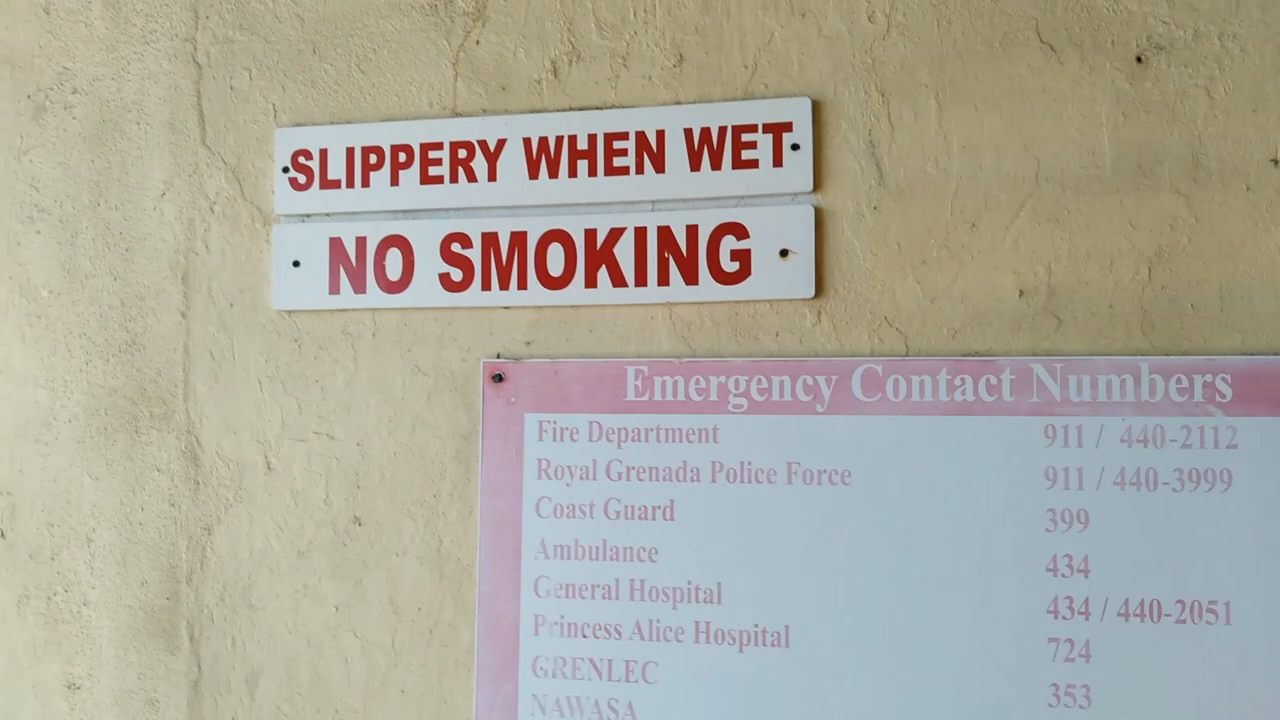 SLIPPERY WHEN WET
NO SMOKING
Emergency Contact Numbers
Fire Department 911 / 440-2112
Royal Grenada Police Force 911 / 440-3999
Coast Guard 399
Ambulance 434
General Hospital 434 / 440-2051
Princess Alice Hospital 724
GRENLEC 353
NAWASA